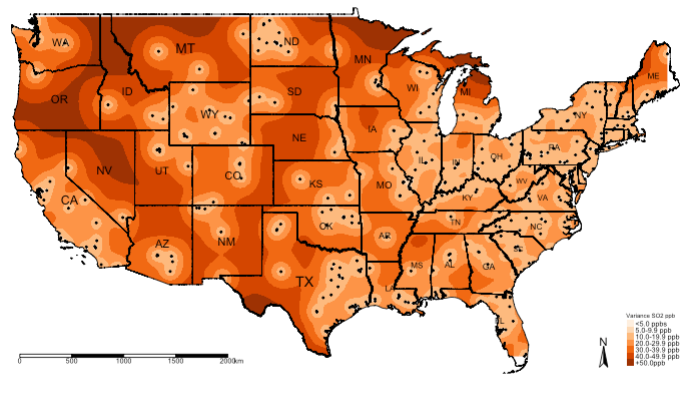 WA
MT
ND
MN
OR
ID
WY
SD
WI
MI
ME
NY
NV
UT
CO
NE
IA
IL
IN
OH
PA
CA
KS
MO
KY
WV
VA
AZ
NM
OK
AR
TN
NC
SC
TX
LA
MS
AL
GA
FL
Variance SO2 ppb
<5.0 ppbs
5.0-9.9 ppb
10.0-19.9 ppb
20.0-29.9 ppb
30.0-39.9 ppb
40.0-49.9 ppb
+50.0ppb
N
0 500 1000 1500 2000km